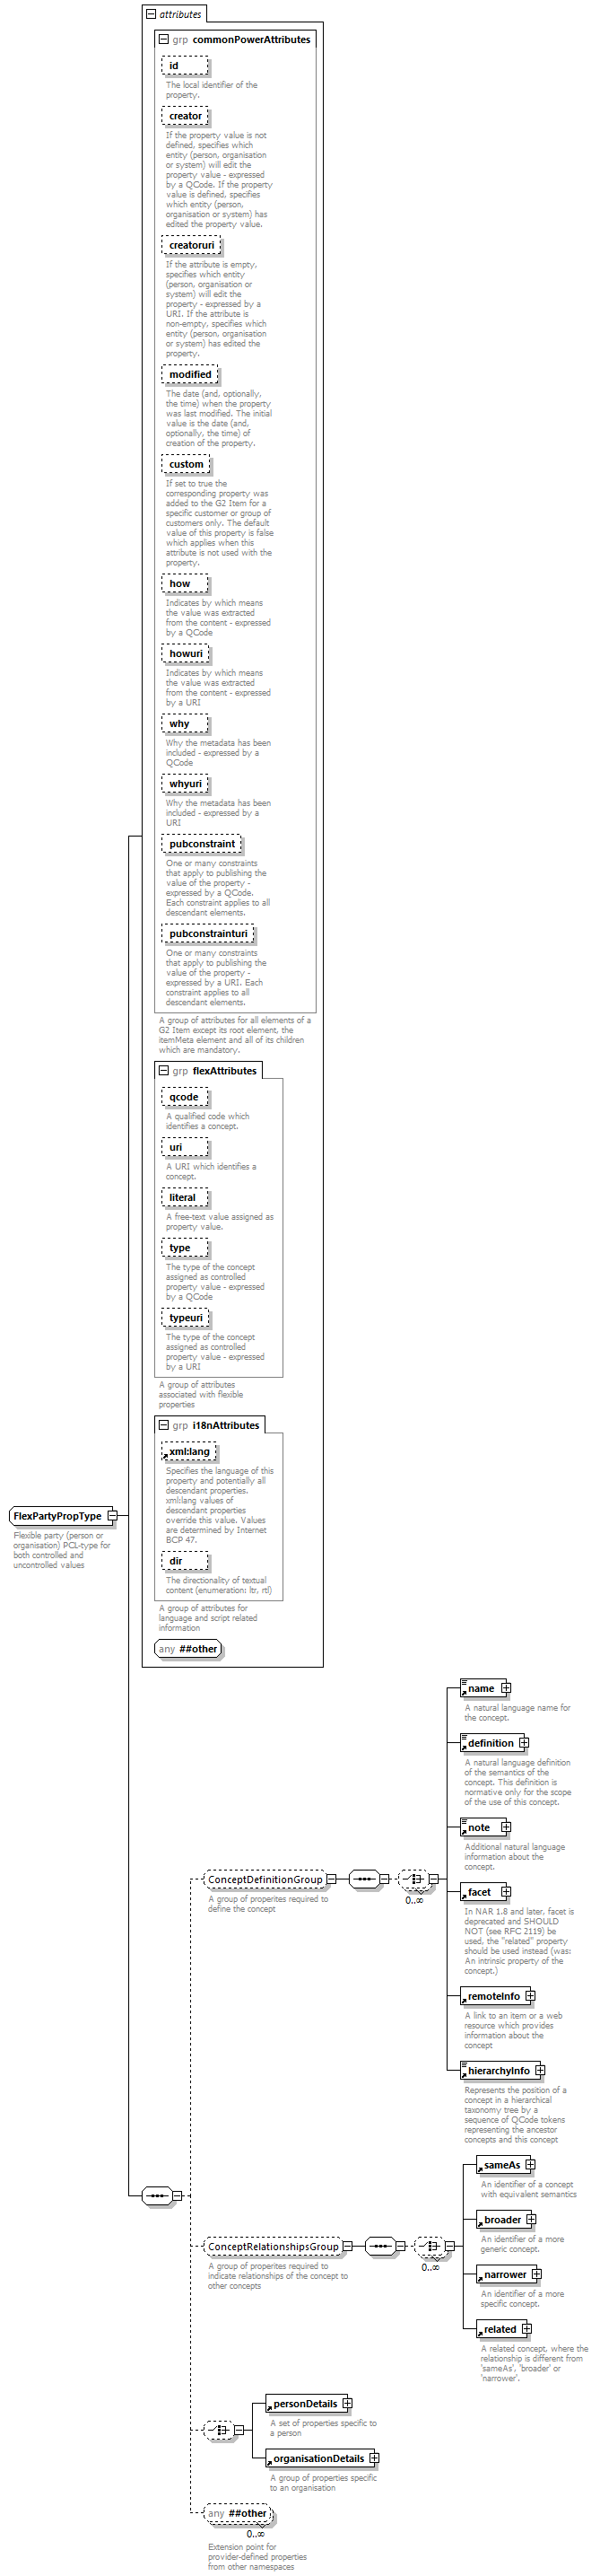 attributes
grp commonPowerAttributes
id
The local identifier of the
property.
creator
If the property value is not
defined, specifies which
entity (person, organisation
or system) will edit the
property value - expressed
by a QCode. If the property
value is defined, specifies
which entity (person,
organisation or system) has
edited the property value.
creatoruri
If the attribute is empty,
specifies which entity
(person, organisation or
system) will edit the
property - expressed by a
URI. If the attribute is
non-empty, specifies which
entity (person, organisation
or system) has edited the
property.
modified
The date (and, optionally,
the time) when the property
was last modified. The initial
value is the date (and,
optionally, the time) of
creation of the property.
custom
If set to true the
corresponding property was
added to the G2 Item for a
specific customer or group of
customers only. The default
value of this property is false
which applies when this
attribute is not used with the
property.
how
Indicates by which means
the value was extracted
from the content - expressed
by a QCode
howuri
Indicates by which means
the value was extracted
from the content - expressed
by a URI
why
Why the metadata has been
included - expressed by a
QCode
whyuri
Why the metadata has been
included - expressed by a
URI
pubconstraint
One or many constraints
that apply to publishing the
value of the property -
expressed by a QCode.
Each constraint applies to all
descendant elements.
pubconstrainturi
One or many constraints
that apply to publishing the
value of the property -
expressed by a URI. Each
constraint applies to all
descendant elements.
A group of attributes for all elements of a
G2 Item except its root element, the
itemMeta element and all of its children
which are mandatory.
grp flexAttributes
qcode
A qualified code which
identifies a concept.
uri
A URI which identifies a
concept.
literal
A free-text value assigned as
property value.
type
The type of the concept
assigned as controlled
property value - expressed
by a QCode
typeuri
The type of the concept
assigned as controlled
property value - expressed
by a URI
A group of attributes
associated with flexible
properties
grp i18nAttributes
xml:lang
Specifies the language of this
property and potentially all
descendant properties.
xml:lang values of
descendant properties
override this value. Values
are determined by Internet
BCP 47.
dir
The directionality of textual
content (enumeration: ltr, rtl)
A group of attributes for
language and script related
information
any ##other
FlexPartyPropType
Flexible party (person or
organisation) PCL-type for
both controlled and
uncontrolled values
ConceptDefinitionGroup
A group of properites required to
define the concept
0..∞
name
A natural language name for
the concept.
definition
A natural language definition
of the semantics of the
concept. This definition is
normative only for the scope
of the use of this concept.
note
Additional natural language
information about the
concept.
facet
In NAR 1.8 and later, facet is
deprecated and SHOULD
NOT (see RFC 2119) be
used, the "related" property
should be used instead (was:
An intrinsic property of the
concept.)
remoteInfo
A link to an item or a web
resource which provides
information about the
concept
hierarchyInfo
Represents the position of a
concept in a hierarchical
taxonomy tree by a
sequence of QCode tokens
representing the ancestor
concepts and this concept
ConceptRelationshipsGroup
A group of properites required to
indicate relationships of the concept to
other concepts
0..∞
sameAs
An identifier of a concept
with equivalent semantics
broader
An identifier of a more
generic concept.
narrower
An identifier of a more
specific concept.
related
A related concept, where the
relationship is different from
'sameAs', 'broader' or
'narrower'.
personDetails
A set of properties specific to
a person
organisationDetails
A group of properties specific
to an organisation
any ##other
0..∞
Extension point for
provider-defined properties
from other namespaces